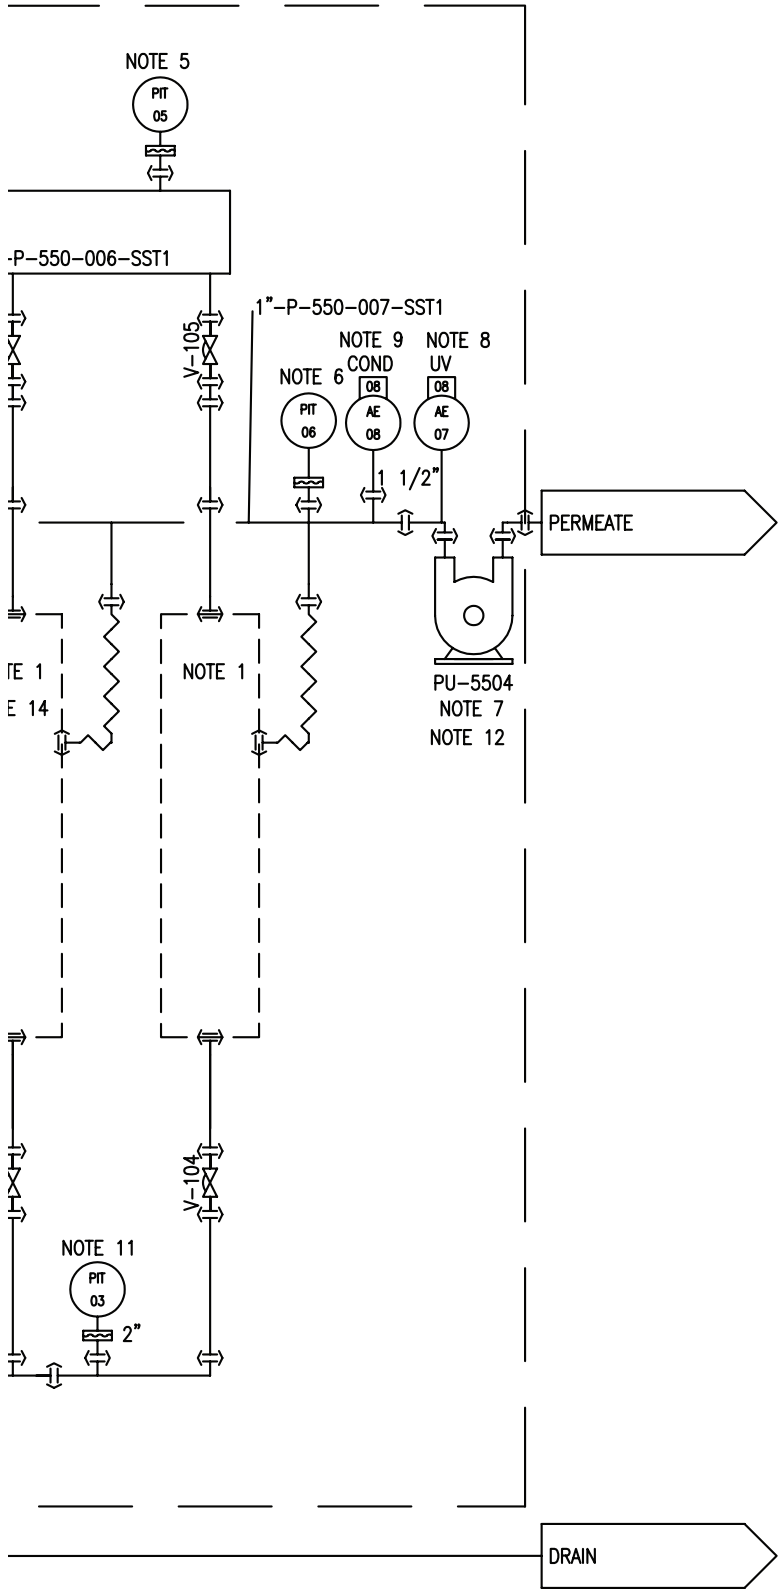 NOTE 5
PIT
05
-P-550-006-SST1
1"-P-550-007-SST1
V-105
NOTE 9
COND
08
AE
08
NOTE 8
UV
08
AE
07
NOTE 6
PIT
06
1 1/2"
PERMEATE
TE 1
E 14
NOTE 1
PU-5504
NOTE 7
NOTE 12
V-104
NOTE 11
PIT
03
2"
DRAIN